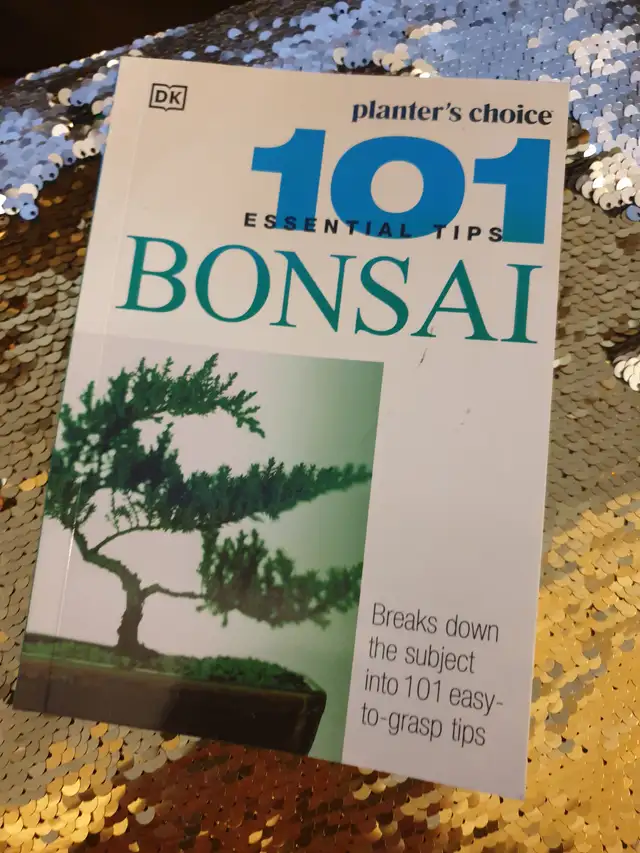 DK
planter's choice
101
ESSENTIAL TIPS
BONSAI
Breaks down
the subject
into 101 easy-
to-grasp tips